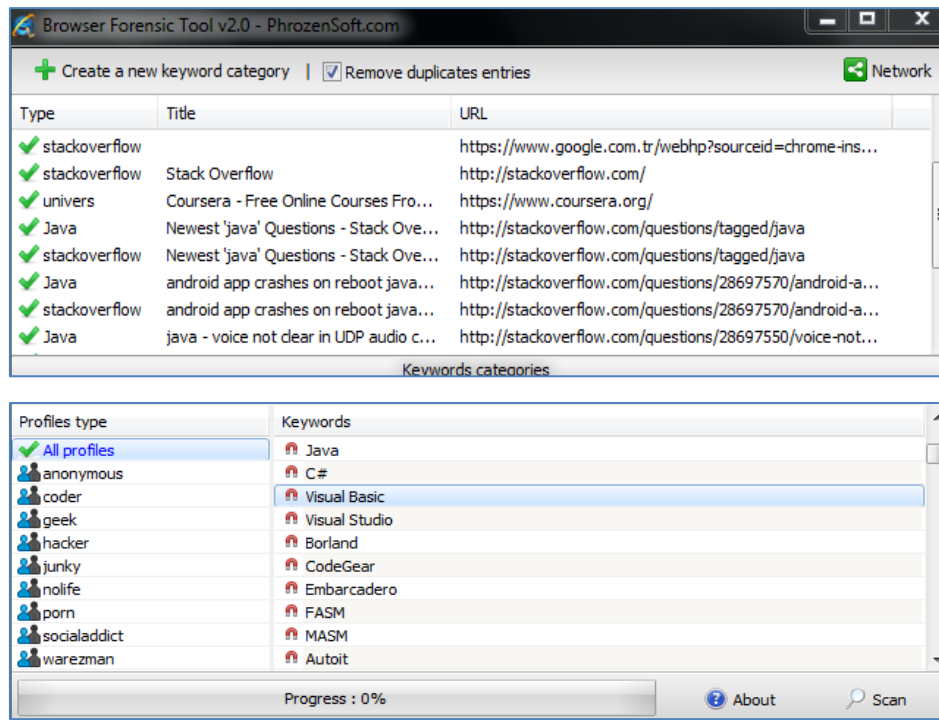 Browser Forensic Tool v2.0 - PhrozenSoft.com
Create a new keyword category | Remove duplicates entries Network
Type Title URL
stackoverflow https://www.google.com.tr/webhp?sourceid=chrome-ins...
stackoverflow Stack Overflow http://stackoverflow.com/
univers Coursera - Free Online Courses Fro... https://www.coursera.org/
Java Newest 'java' Questions - Stack Ove... http://stackoverflow.com/questions/tagged/java
stackoverflow Newest 'java' Questions - Stack Ove... http://stackoverflow.com/questions/tagged/java
Java android app crashes on reboot java... http://stackoverflow.com/questions/28697570/android-a...
stackoverflow android app crashes on reboot java... http://stackoverflow.com/questions/28697570/android-a...
Java java - voice not clear in UDP audio c... http://stackoverflow.com/questions/28697550/voice-not...
Keywords categories
Profiles type Keywords
All profiles Java
anonymous C#
coder Visual Basic
geek Visual Studio
hacker Borland
junky CodeGear
nolife Embarcadero
porn FASM
socialaddict MASM
warezman Autoit
Progress : 0% About Scan